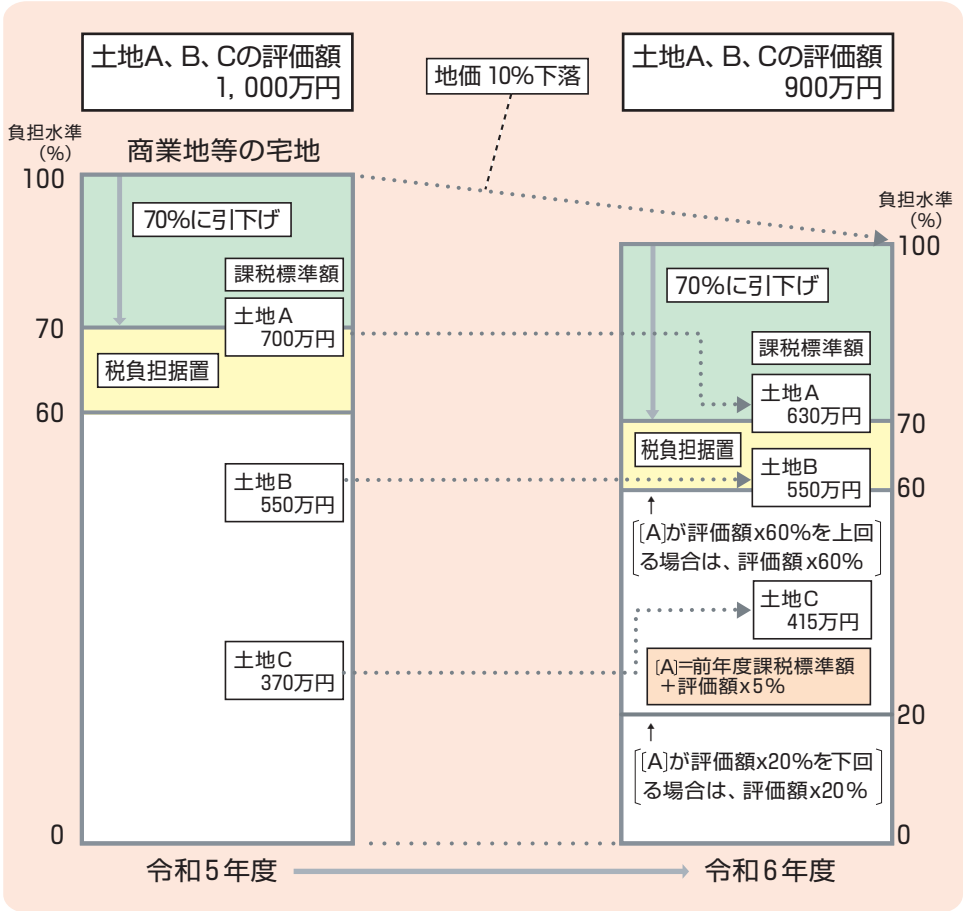 土地A、B、Cの評価額
1,000万円
土地A、B、Cの評価額
900万円
地価 10%下落
負担水準
(%)
商業地等の宅地
100
70%に引下げ
課税標準額
土地A
700万円
70
税負担据置
60
土地B
550万円
土地C
370万円
0
令和5年度
負担水準
(%)
100
70%に引下げ
課税標準額
土地A
630万円
70
税負担据置
土地B
550万円
60
↑
〔〔A〕が評価額x60%を上回
る場合は、評価額x60%〕
土地C
415万円
〔A〕=前年度課税標準額
+評価額x5%
20
↑
〔〔A〕が評価額x20%を下回
る場合は、評価額x20%〕
0
令和6年度